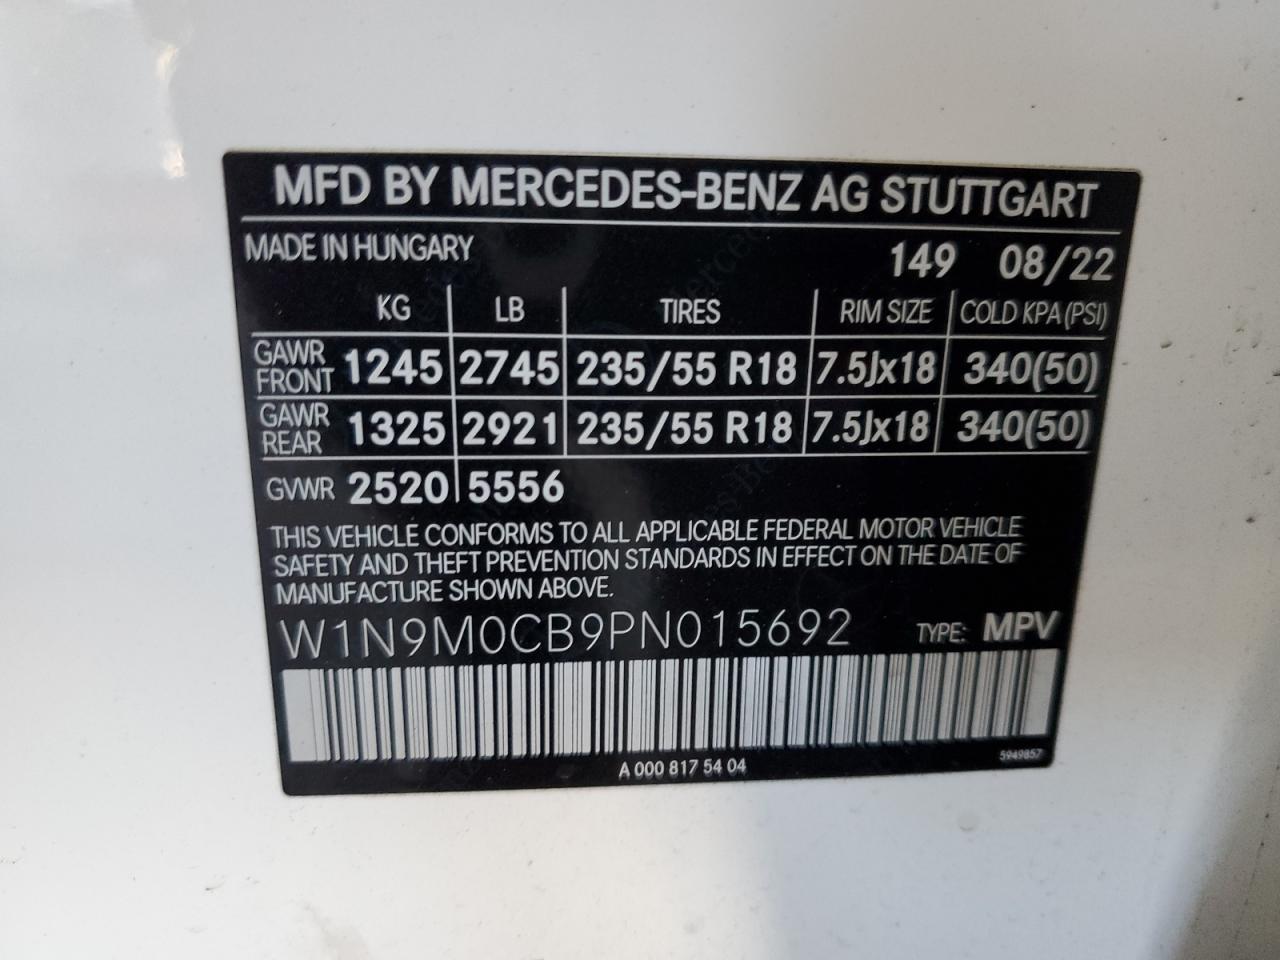 MFD BY MERCEDES-BENZ AG STUTTGART
MADE IN HUNGARY 149 08/22
KG LB TIRES RIM SIZE COLD KPA (PSI)
GAWR FRONT 1245 2745 235/55 R18 7.5Jx18 340(50)
GAWR REAR 1325 2921 235/55 R18 7.5Jx18 340(50)
GVWR 2520 5556
THIS VEHICLE CONFORMS TO ALL APPLICABLE FEDERAL MOTOR VEHICLE
SAFETY AND THEFT PREVENTION STANDARDS IN EFFECT ON THE DATE OF
MANUFACTURE SHOWN ABOVE.
W1N9M0CB9PN015692 TYPE: MPV
A 000 817 54 04
5949857